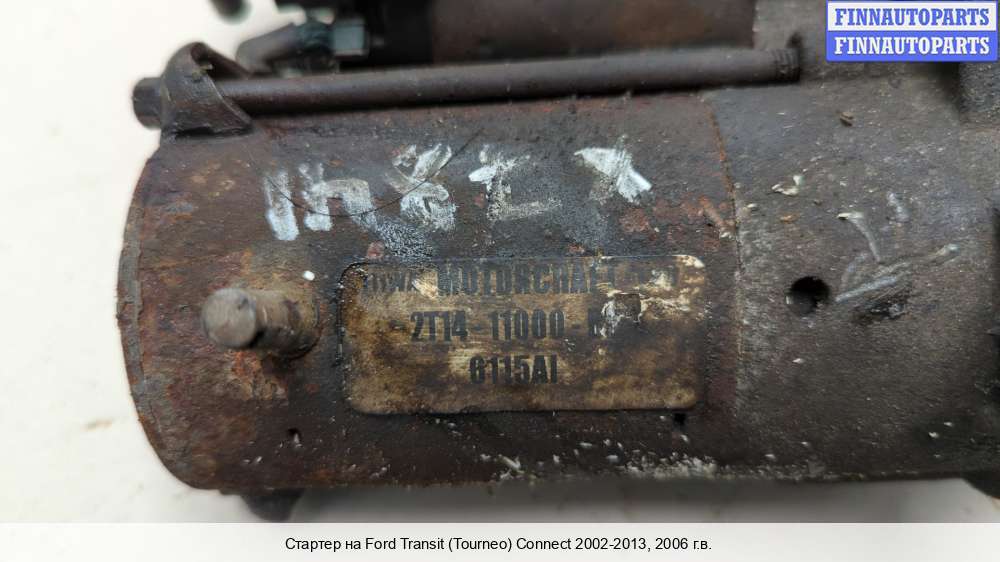 FINNAUTOPARTS
FINNAUTOPARTS
MOTORCRAFT
2T14-11000-
6115AI
Стартер на Ford Transit (Tourneo) Connect 2002-2013, 2006 г.в.